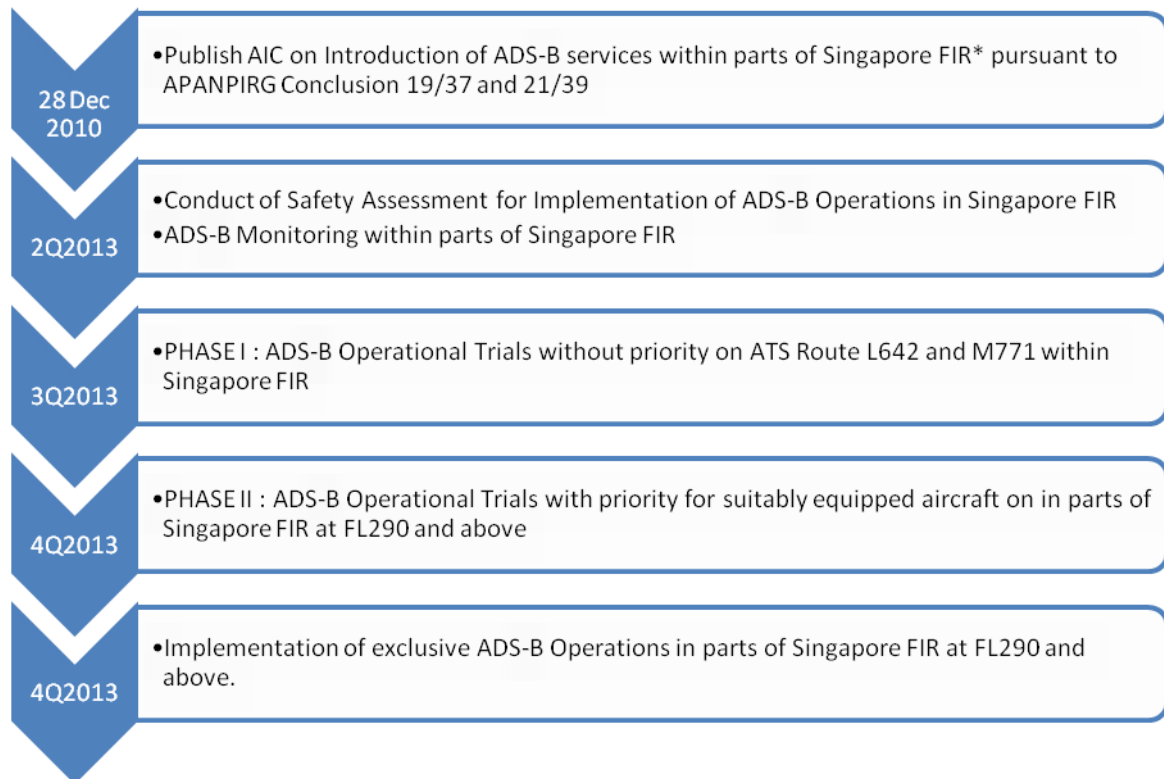 28 Dec
2010
•Publish AIC on Introduction of ADS-B services within parts of Singapore FIR* pursuant to
APANPIRG Conclusion 19/37 and 21/39
2Q2013
•Conduct of Safety Assessment for Implementation of ADS-B Operations in Singapore FIR
•ADS-B Monitoring within parts of Singapore FIR
3Q2013
•PHASE I : ADS-B Operational Trials without priority on ATS Route L642 and M771 within
Singapore FIR
4Q2013
•PHASE II : ADS-B Operational Trials with priority for suitably equipped aircraft on in parts of
Singapore FIR at FL290 and above
4Q2013
•Implementation of exclusive ADS-B Operations in parts of Singapore FIR at FL290 and
above.